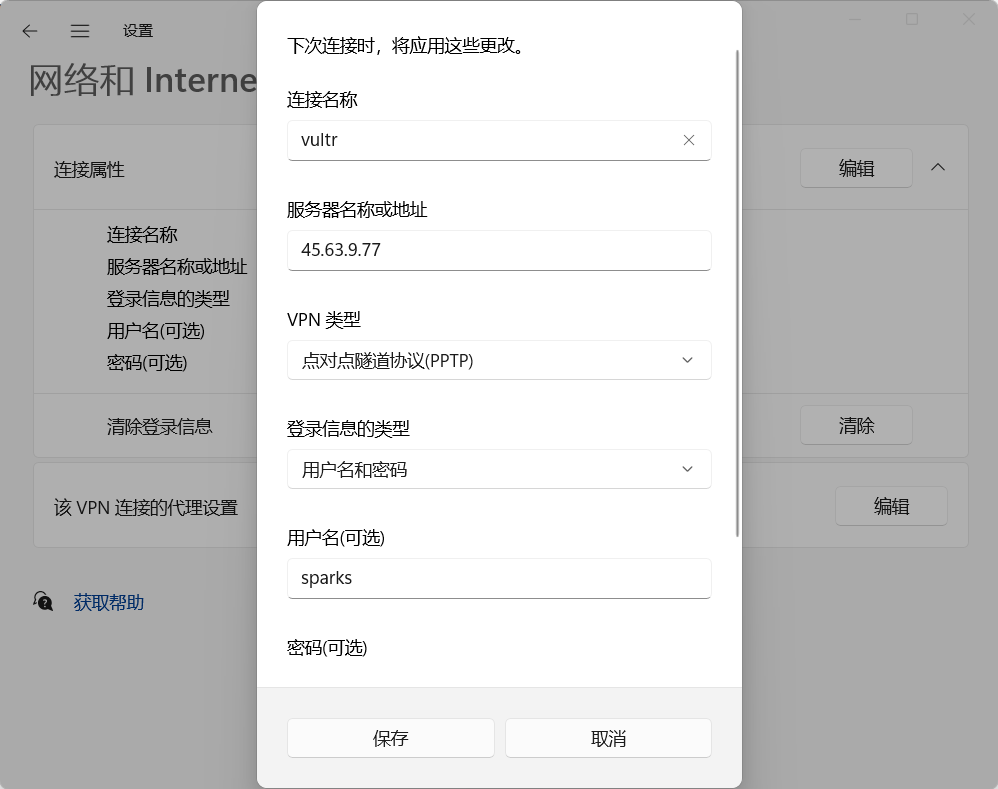 设置
网络和 Interne
连接属性
编辑
连接名称
服务器名称或地址
登录信息的类型
用户名(可选)
密码(可选)
清除登录信息
清除
该 VPN 连接的代理设置
编辑
获取帮助
下次连接时，将应用这些更改。
连接名称
vultr
服务器名称或地址
45.63.9.77
VPN 类型
点对点隧道协议(PPTP)
登录信息的类型
用户名和密码
用户名(可选)
sparks
密码(可选)
保存
取消